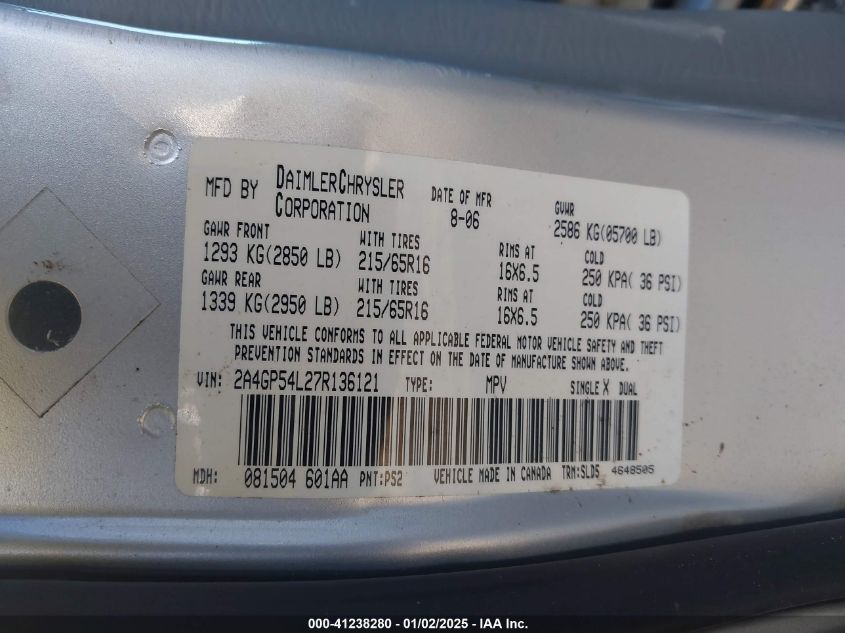 MFD BY DAIMLERCHRYSLER CORPORATION DATE OF MFR 8-06 GVWR 2586 KG(05700 LB)
GAWR FRONT WITH TIRES RIMS AT COLD
1293 KG(2850 LB) 215/65R16 16X6.5 250 KPA( 36 PSI)
GAWR REAR WITH TIRES RIMS AT COLD
1339 KG(2950 LB) 215/65R16 16X6.5 250 KPA( 36 PSI)
THIS VEHICLE CONFORMS TO ALL APPLICABLE FEDERAL MOTOR VEHICLE SAFETY AND THEFT
PREVENTION STANDARDS IN EFFECT ON THE DATE OF MANUFACTURE SHOWN ABOVE.
VIN: 2A4GP54L27R136121 TYPE: MPV SINGLE X DUAL
MDH: 081504 601AA PNT:PS2 VEHICLE MADE IN CANADA TRM:SLD5 4648505
000-41238280 - 01/02/2025 - IAA Inc.